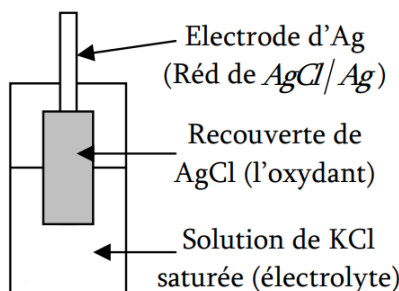 Electrode d'Ag
(Réd de AgCl/Ag)
Recouverte de
AgCl (l'oxydant)
Solution de KCl
saturée (électrolyte)